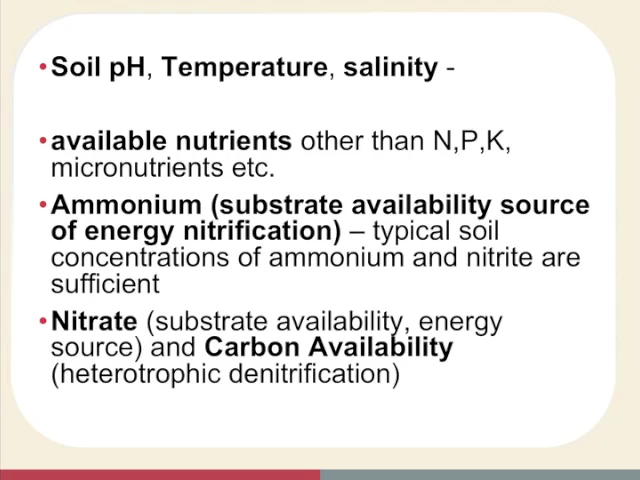 •Soil pH, Temperature, salinity -
•available nutrients other than N,P,K,
micronutrients etc.
•Ammonium (substrate availability source
of energy nitrification) – typical soil
concentrations of ammonium and nitrite are
sufficient
•Nitrate (substrate availability, energy
source) and Carbon Availability
(heterotrophic denitrification)